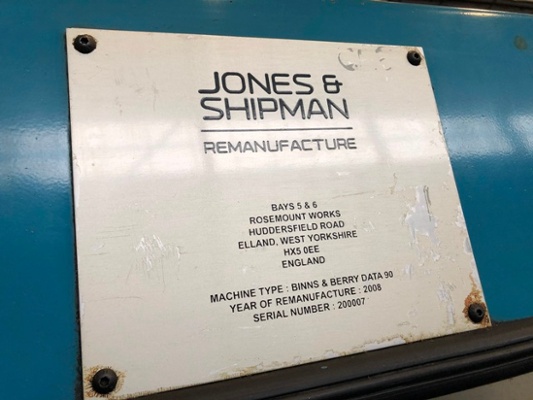 JONES &
SHIPMAN
REMANUFACTURE
BAYS 5 & 6
ROSEMOUNT WORKS
HUDDERSFIELD ROAD
ELLAND, WEST YORKSHIRE
HX5 0EE
ENGLAND
MACHINE TYPE : BINNS & BERRY DATA 90
YEAR OF REMANUFACTURE : 2008
SERIAL NUMBER : 200007